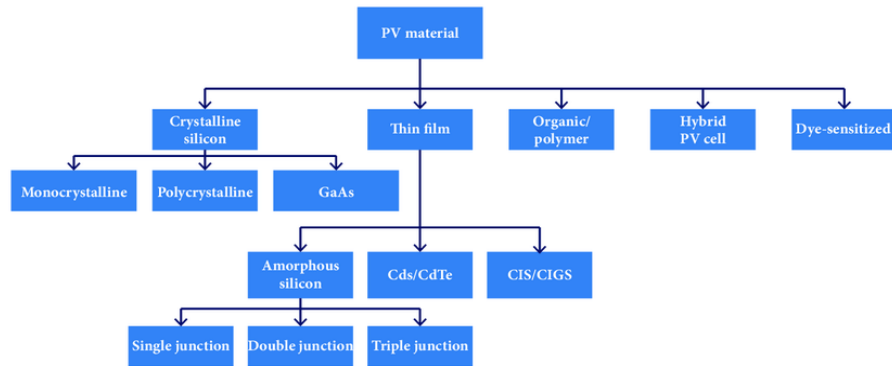 PV material
Crystalline
silicon
Thin film
Organic/
polymer
Hybrid
PV cell
Dye-sensitized
Monocrystalline
Polycrystalline
GaAs
Amorphous
silicon
Cds/CdTe
CIS/CIGS
Single junction
Double junction
Triple junction